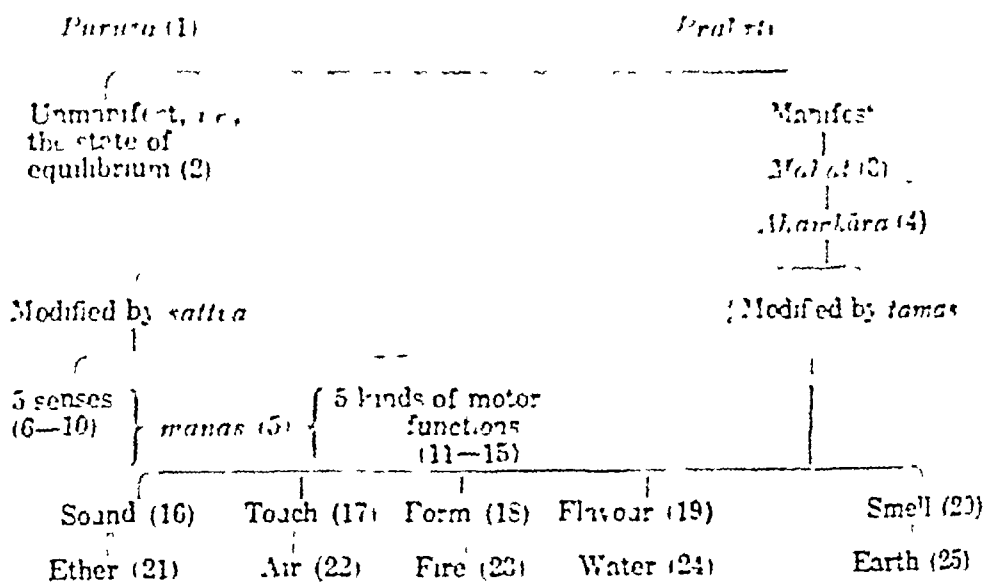 Purusa (1) Prakrti
Unmanifest, i.e., Manifest
the state of
equilibrium (2) Mahat (3)
Ahaṁkāra (4)
Modified by sattva Modified by tamas
5 senses } manas (5) { 5 kinds of motor
(6—10) functions
(11—15)
Sound (16) Touch (17) Form (18) Flavour (19) Smell (20)
Ether (21) Air (22) Fire (23) Water (24) Earth (25)